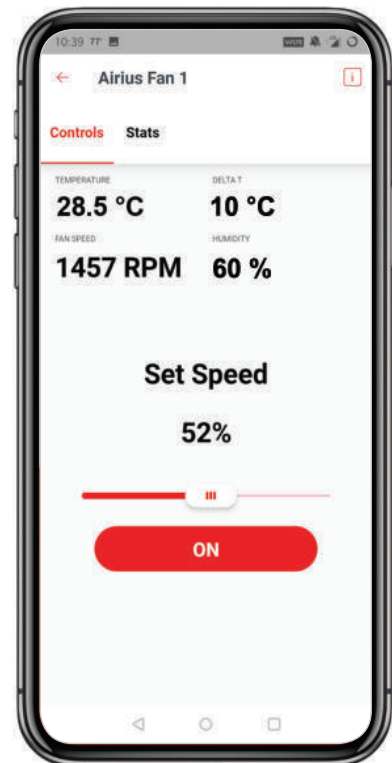 10:39 77°
← Airius Fan 1 i
Controls Stats
TEMPERATURE DELTA T
28.5 °C 10 °C
FAN SPEED HUMIDITY
1457 RPM 60 %
Set Speed
52%
ON